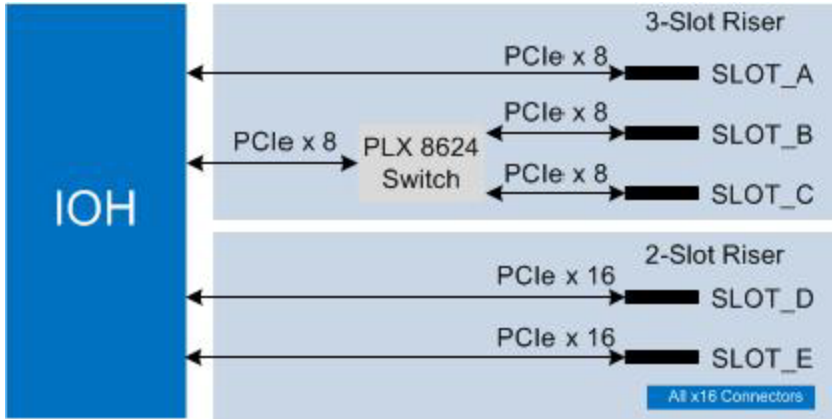 3-Slot Riser
PCIe x 8
SLOT_A
PCIe x 8
SLOT_B
PCIe x 8
PLX 8624
Switch
PCIe x 8
SLOT_C
IOH
2-Slot Riser
PCIe x 16
SLOT_D
PCIe x 16
SLOT_E
All x16 Connectors